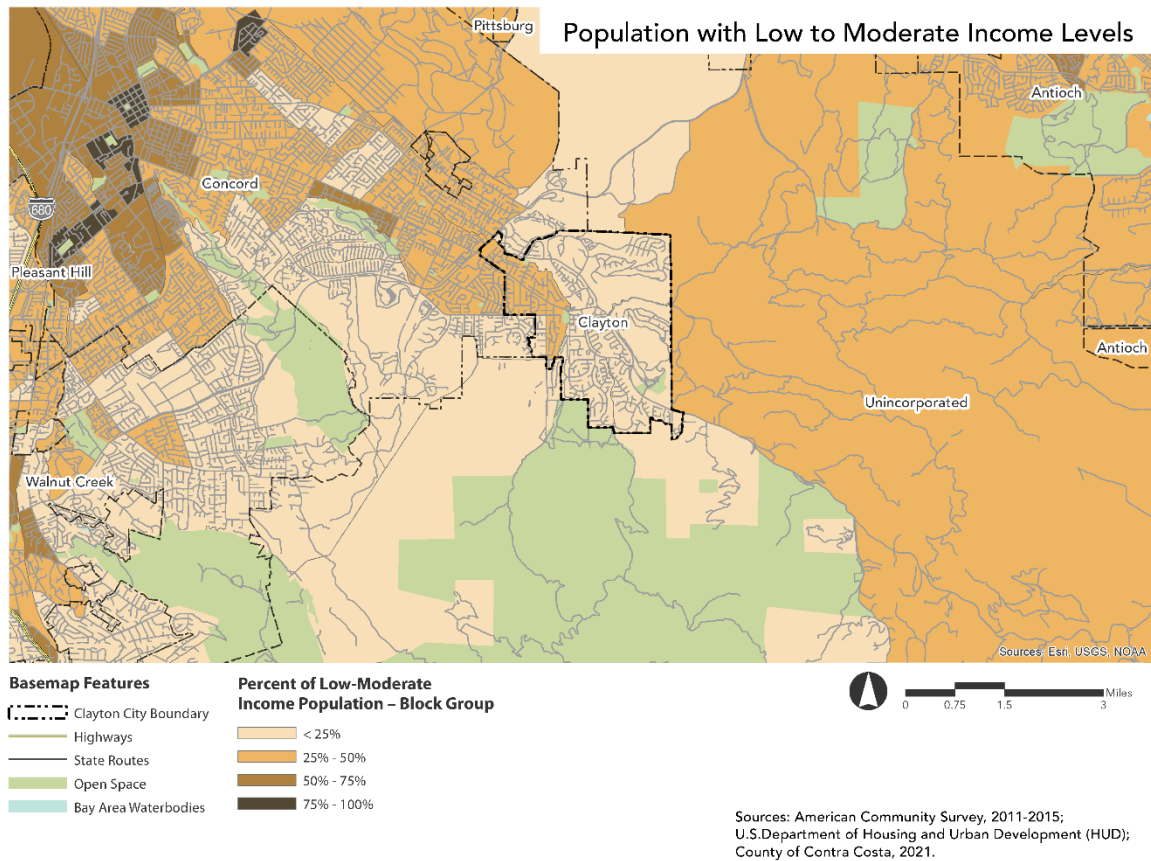 Population with Low to Moderate Income Levels
Pittsburg
Antioch
Concord
680
Pleasant Hill
Clayton
Antioch
Unincorporated
Walnut Creek
Sources: Esri, USGS, NOAA
Basemap Features
Clayton City Boundary
Highways
State Routes
Open Space
Bay Area Waterbodies
Percent of Low-Moderate
Income Population – Block Group
< 25%
25% - 50%
50% - 75%
75% - 100%
Miles
0 0.75 1.5 3
Sources: American Community Survey, 2011-2015;
U.S.Department of Housing and Urban Development (HUD);
County of Contra Costa, 2021.